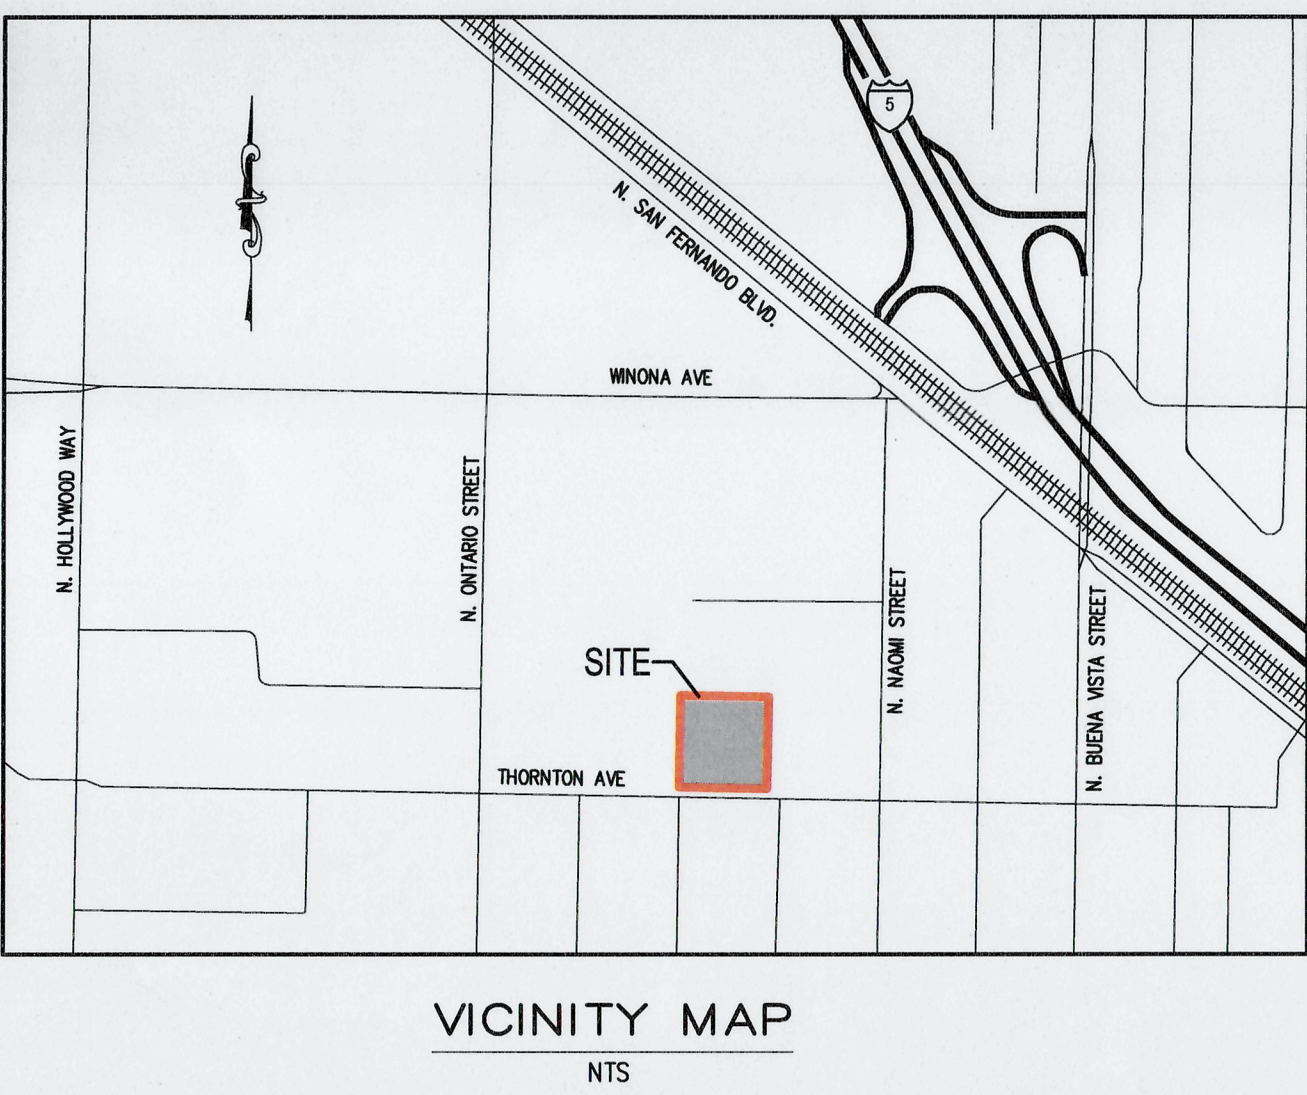 5
N. SAN FERNANDO BLVD.
WINONA AVE
N. HOLLYWOOD WAY
N. ONTARIO STREET
N. NAOMI STREET
N. BUENA VISTA STREET
SITE
THORNTON AVE
VICINITY MAP
NTS